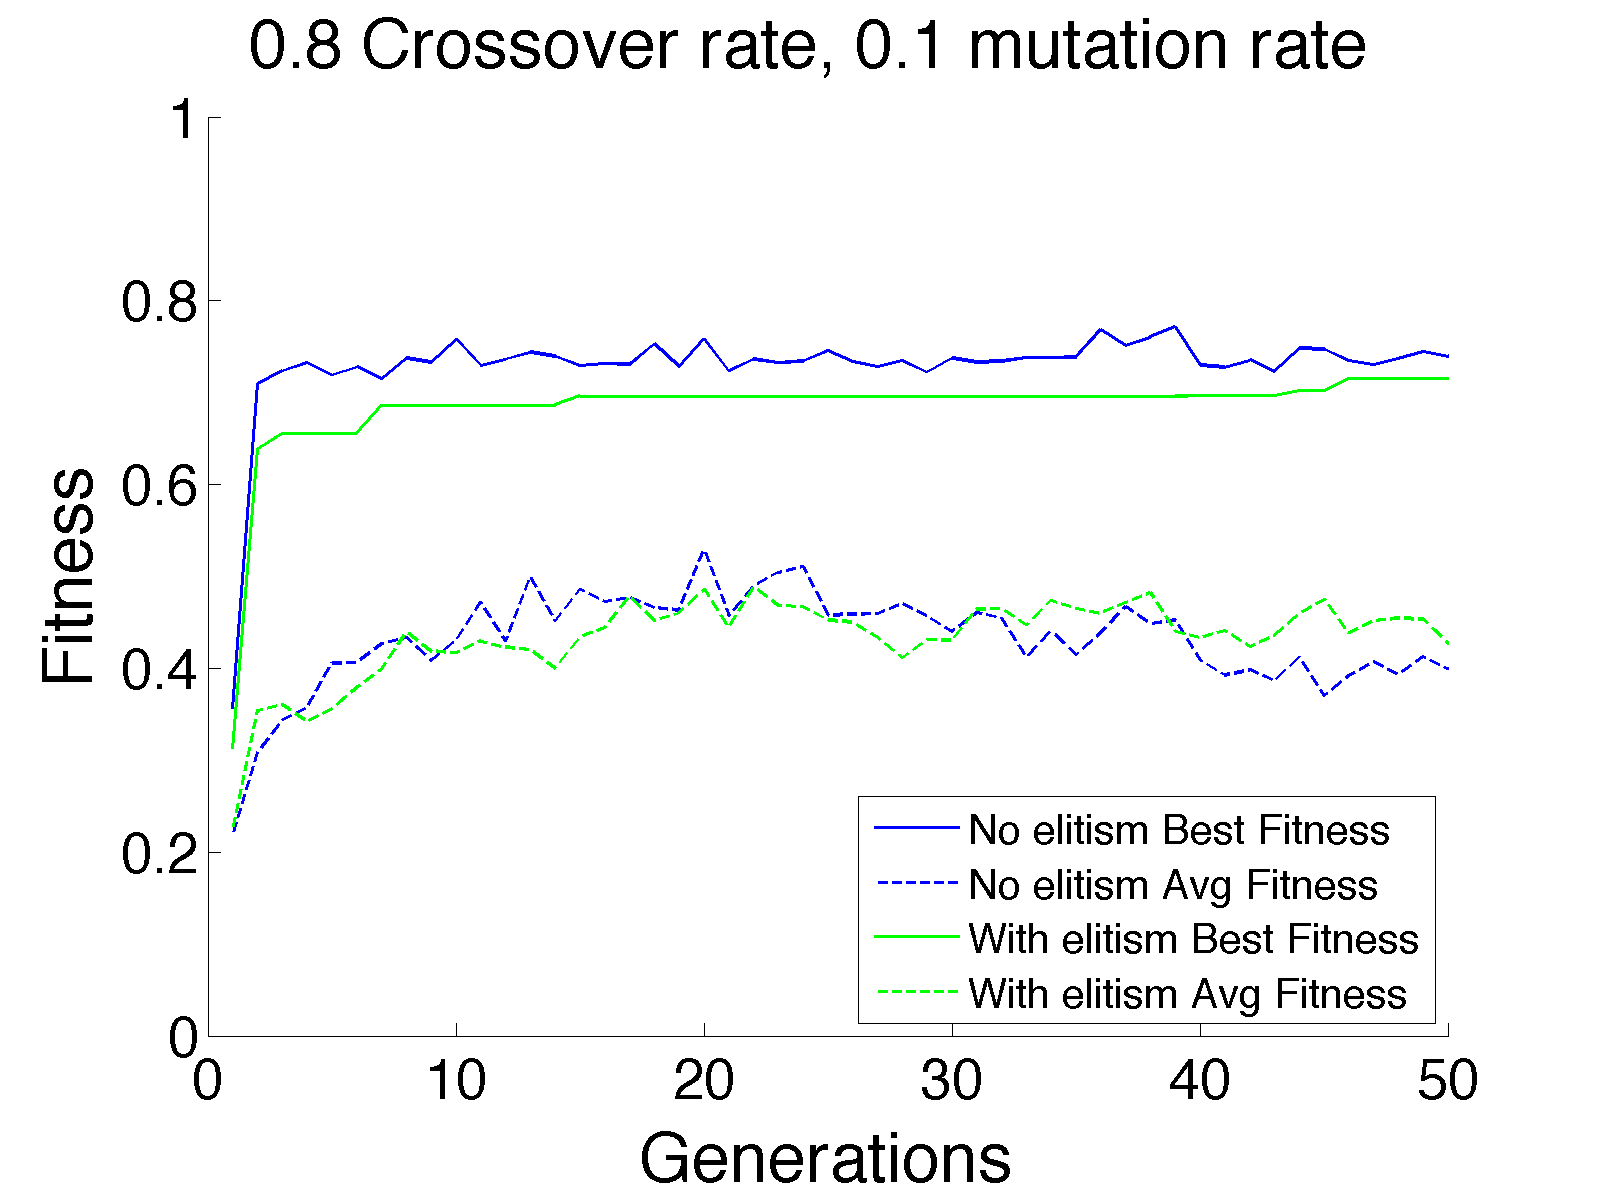 0.8 Crossover rate, 0.1 mutation rate
1
0.8
0.6
0.4
0.2
0
Fitness
No elitism Best Fitness
No elitism Avg Fitness
With elitism Best Fitness
With elitism Avg Fitness
0 10 20 30 40 50
Generations